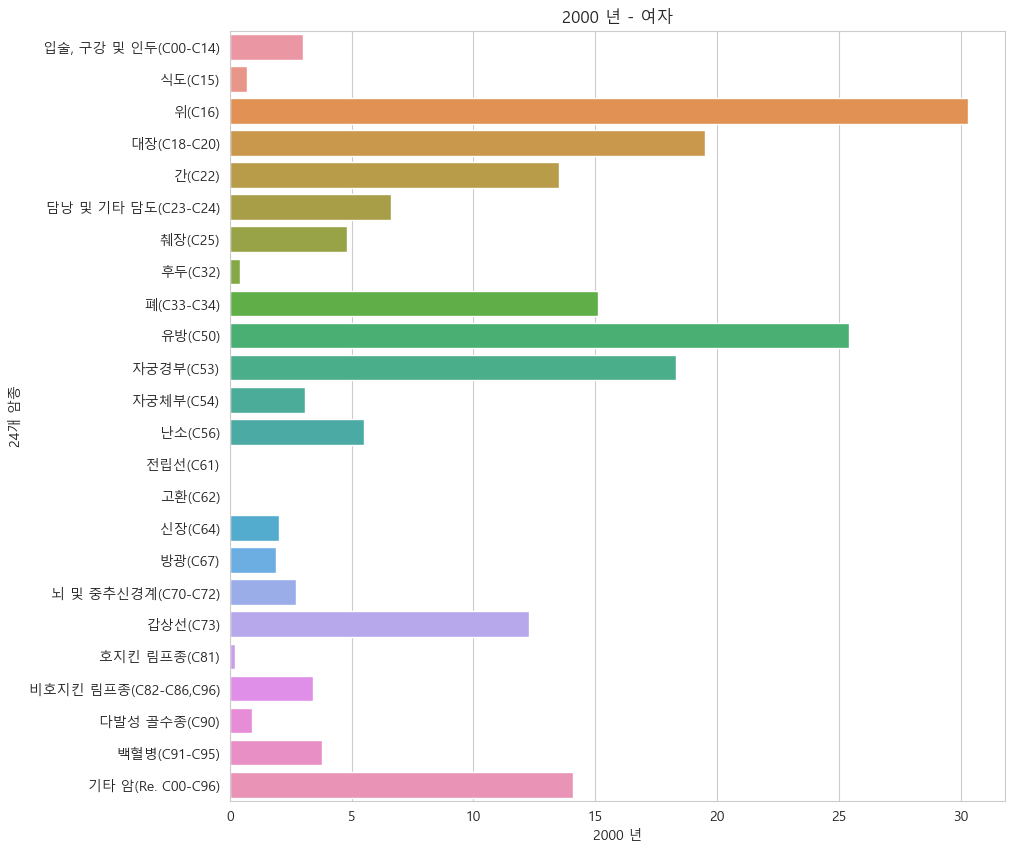 2000 년 - 여자
24개 암종
입술, 구강 및 인두(C00-C14)
식도(C15)
위(C16)
대장(C18-C20)
간(C22)
담낭 및 기타 담도(C23-C24)
췌장(C25)
후두(C32)
폐(C33-C34)
유방(C50)
자궁경부(C53)
자궁체부(C54)
난소(C56)
전립선(C61)
고환(C62)
신장(C64)
방광(C67)
뇌 및 중추신경계(C70-C72)
갑상선(C73)
호지킨 림프종(C81)
비호지킨 림프종(C82-C86,C96)
다발성 골수종(C90)
백혈병(C91-C95)
기타 암(Re. C00-C96)
0 5 10 15 20 25 30
2000 년